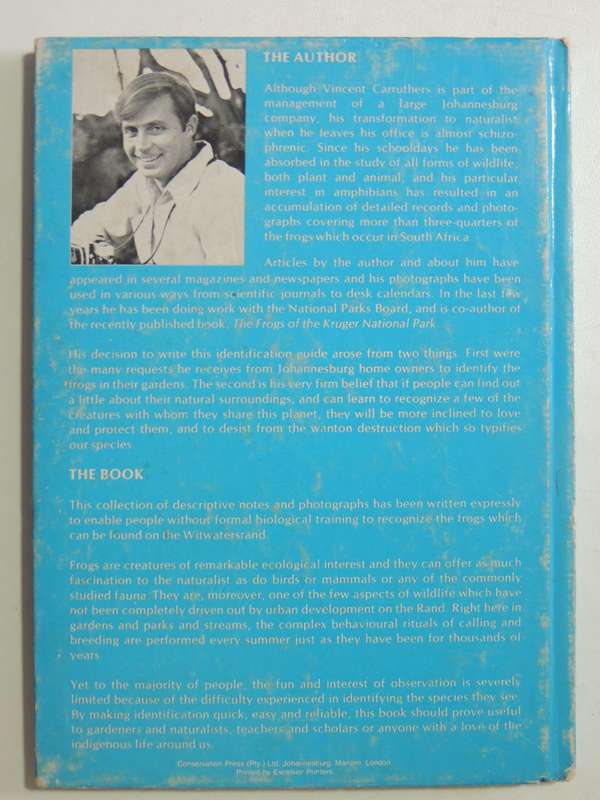 THE AUTHOR
Although Vincent Carruthers is part of the
management of a large Johannesburg
company, his transformation to naturalist
when he leaves his office is almost schizo-
phrenic. Since his schooldays he has been
absorbed in the study of all forms of wildlife,
both plant and animal, and his particular
interest in amphibians has resulted in an
accumulation of detailed records and photo-
graphs covering more than three-quarters of
the frogs which occur in South Africa.
Articles by the author and about him have
appeared in several magazines and newspapers and his photographs have been
used in various ways from scientific journals to desk calendars. In the last few
years he has been doing work with the National Parks Board, and is co-author of
the recently published book, The Frogs of the Kruger National Park.
His decision to write this identification guide arose from two things. First were
the many requests he receives from Johannesburg home owners to identify the
frogs in their gardens. The second is his very firm belief that if people can find out
a little about their natural surroundings, and can learn to recognize a few of the
creatures with whom they share this planet, they will be more inclined to love
and protect them, and to desist from the wanton destruction which so typifies
our species.
THE BOOK
This collection of descriptive notes and photographs has been written expressly
to enable people without formal biological training to recognize the frogs which
can be found on the Witwatersrand.
Frogs are creatures of remarkable ecological interest and they can offer as much
fascination to the naturalist as do birds or mammals or any of the commonly
studied fauna. They are, moreover, one of the few aspects of wildlife which have
not been completely driven out by urban development on the Rand. Right here in
gardens and parks and streams, the complex behavioural rituals of calling and
breeding are performed every summer just as they have been for thousands of
years.
Yet to the majority of people, the fun and interest of observation is severely
limited because of the difficulty experienced in identifying the species they see.
By making identification quick, easy and reliable, this book should prove useful
to gardeners and naturalists, teachers and scholars or anyone with a love of the
indigenous life around us.
Conservation Press (Pty.) Ltd. Johannesburg, Manzini, London.
Printed by Excelsior Printers.